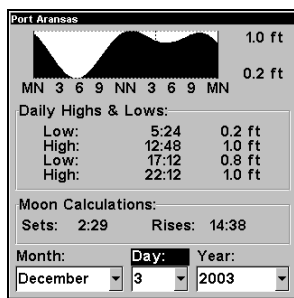 Port Aransas
1.0 ft
0.2 ft
MN 3 6 9 NN 3 6 9 MN
Daily Highs & Lows:
Low: 5:24 0.2 ft
High: 12:48 1.0 ft
Low: 17:12 0.8 ft
High: 22:12 1.0 ft
Moon Calculations:
Sets: 2:29 Rises: 14:38
Month: Day: Year:
December 3 2003